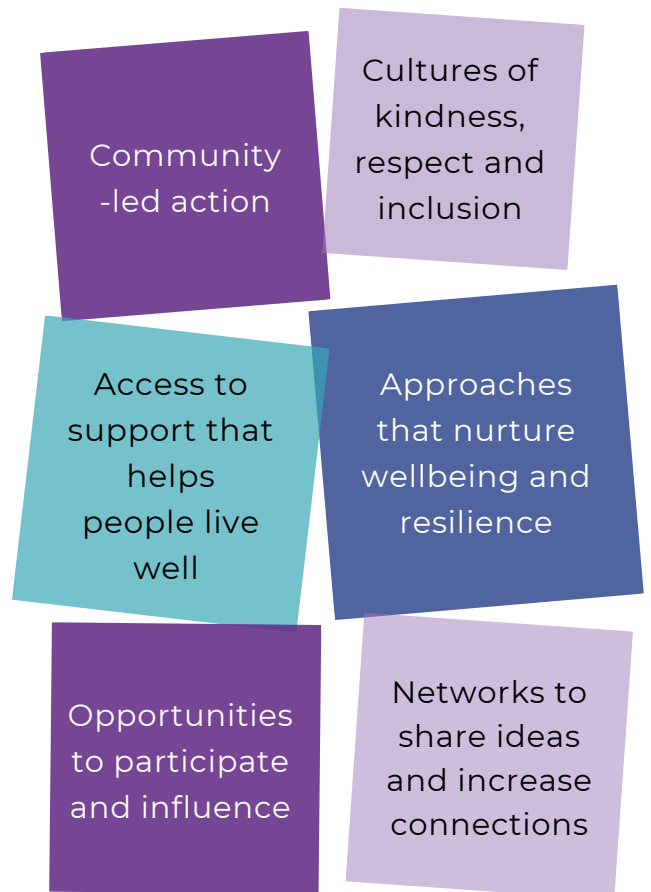 Community
-led action
Cultures of
kindness,
respect and
inclusion
Access to
support that
helps
people live
well
Approaches
that nurture
wellbeing and
resilience
Opportunities
to participate
and influence
Networks to
share ideas
and increase
connections